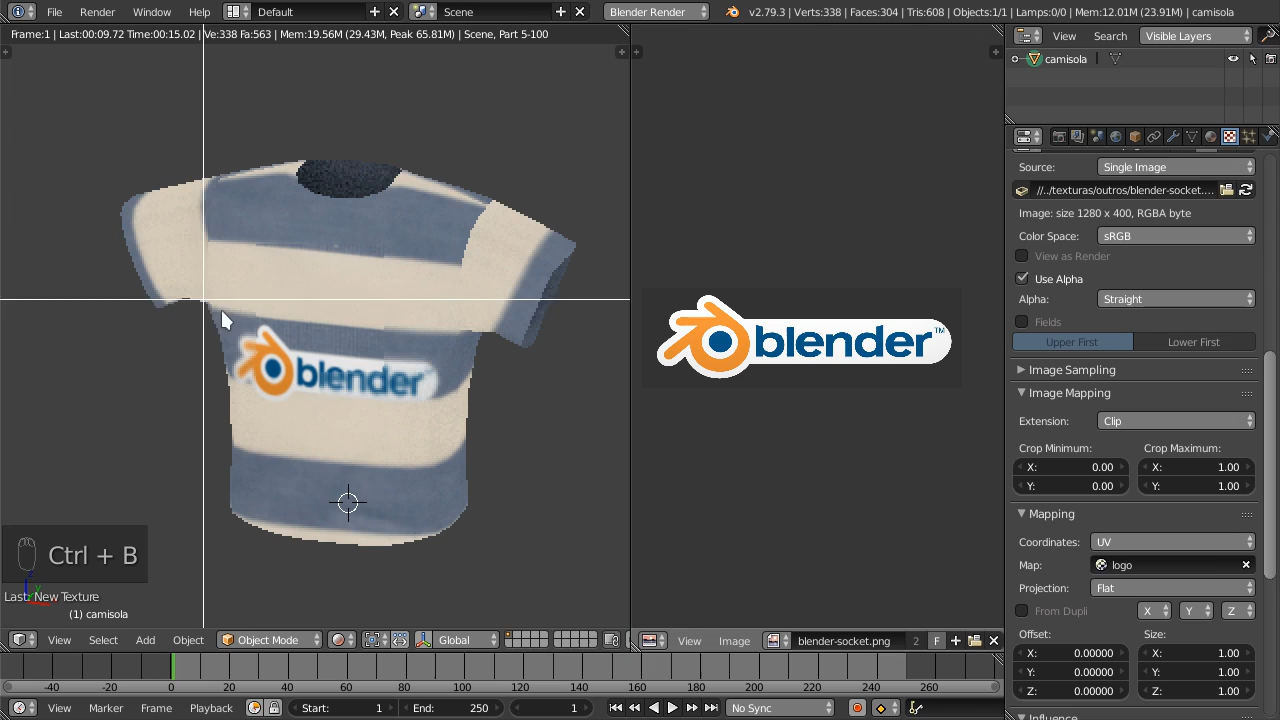 File Render Window Help Default Scene Blender Render v2.79.3 | Verts:338 | Faces:304 | Tris:608 | Objects:1/1 | Lamps:0/0 | Mem:12.01M (23.91M) | camisola
Frame:1 | Last:00:09.72 Time:00:15.02 | Ve:338 Fa:563 | Mem:19.56M (29.43M, Peak 65.81M) | Scene, Part 5-100
View Search Visible Layers
camisola
Source: Single Image
//../texturas/outros/blender-socket....
Image: size 1280 x 400, RGBA byte
Color Space: sRGB
View as Render
Use Alpha
Alpha: Straight
Fields
Upper First Lower First
Image Sampling
Image Mapping
Extension: Clip
Crop Minimum: Crop Maximum:
X: 0.00 X: 1.00
Y: 0.00 Y: 1.00
Mapping
Coordinates: UV
Map: logo
Projection: Flat
From Dupli X Y Z
Offset: Size:
X: 0.00000 X: 1.00
Y: 0.00000 Y: 1.00
Z: 0.00000 Z: 1.00
Influence
blender
blender™
Ctrl + B
Last: New Texture
(1) camisola
View Select Add Object Object Mode Global
View Image blender-socket.png 2 F
-40 -20 0 20 40 60 80 100 120 140 160 180 200 220 240 260
View Marker Frame Playback Start: 1 End: 250 1 No Sync